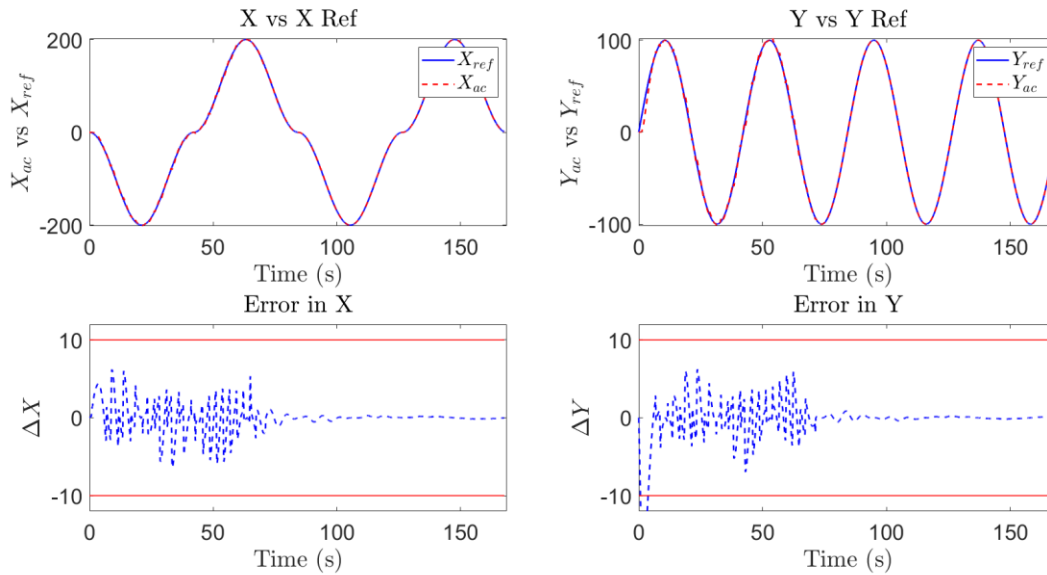 X vs X Ref
200
0
-200
X_ac vs X_ref
X_ref
X_ac
0
50
100
150
Time (s)
Y vs Y Ref
100
0
-100
Y_ac vs Y_ref
Y_ref
Y_ac
0
50
100
150
Time (s)
Error in X
10
0
-10
ΔX
0
50
100
150
Time (s)
Error in Y
10
0
-10
ΔY
0
50
100
150
Time (s)